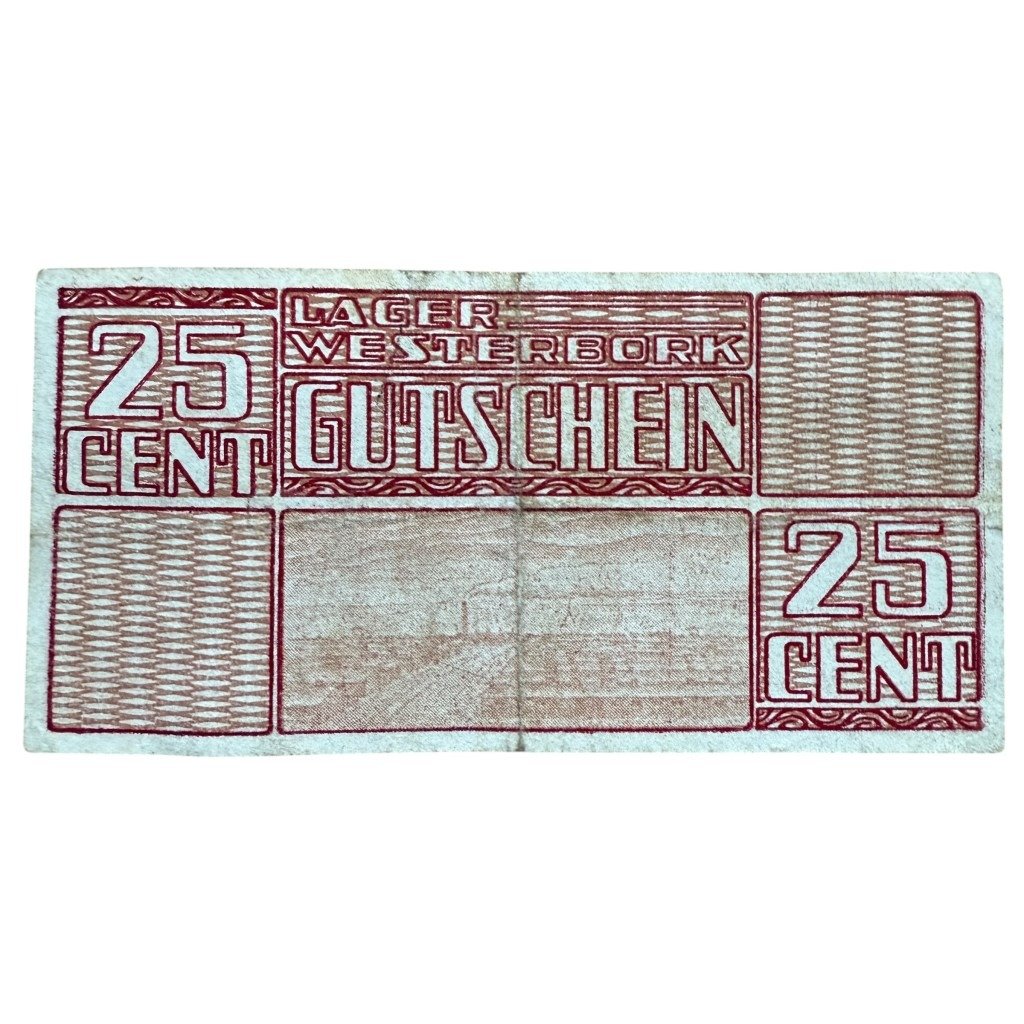 25
CENT
LAGER
WESTERBORK
GUTSCHEIN
25
CENT